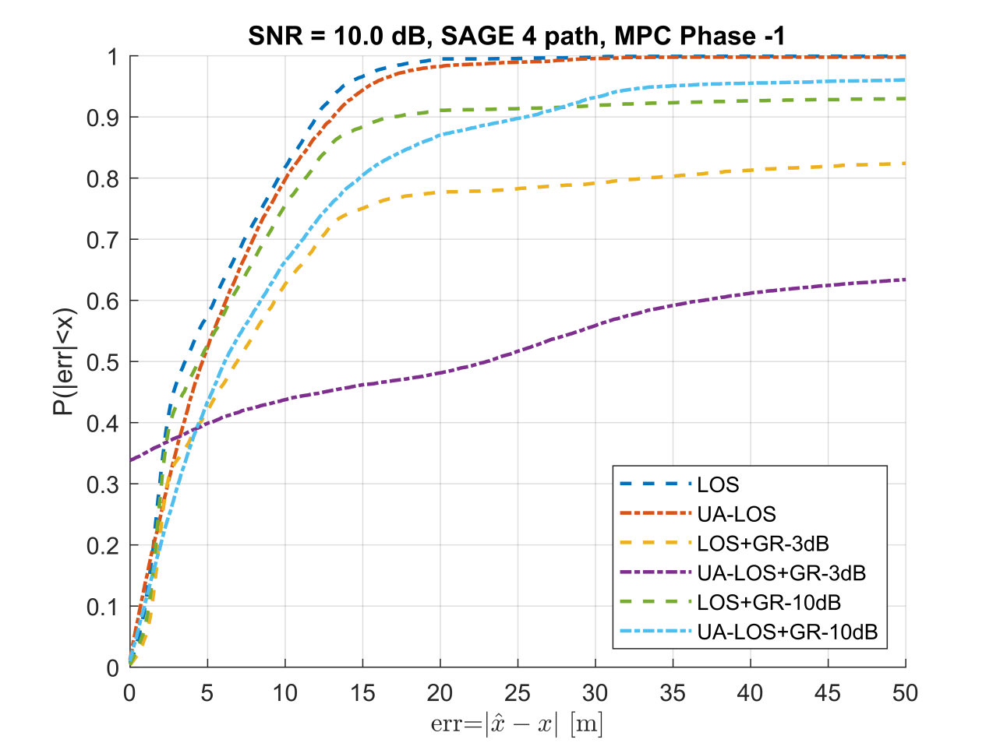 SNR = 10.0 dB, SAGE 4 path, MPC Phase -1
P(|err|<x)
1
0.9
0.8
0.7
0.6
0.5
0.4
0.3
0.2
0.1
0
LOS
UA-LOS
LOS+GR-3dB
UA-LOS+GR-3dB
LOS+GR-10dB
UA-LOS+GR-10dB
0 5 10 15 20 25 30 35 40 45 50
err=|x̂ − x| [m]